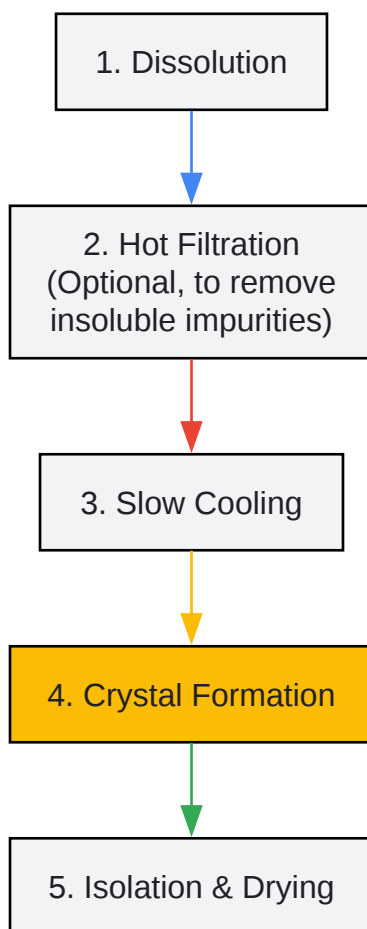 1. Dissolution
2. Hot Filtration
(Optional, to remove
insoluble impurities)
3. Slow Cooling
4. Crystal Formation
5. Isolation & Drying